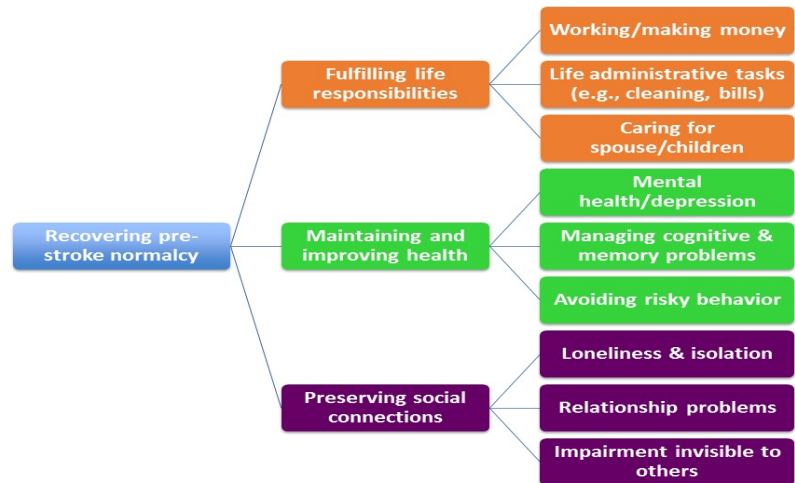 Working/making money
Fulfilling life
responsibilities
Life administrative tasks
(e.g., cleaning, bills)
Caring for
spouse/children
Mental
health/depression
Recovering pre-
stroke normalcy
Maintaining and
improving health
Managing cognitive &
memory problems
Avoiding risky behavior
Loneliness & isolation
Preserving social
connections
Relationship problems
Impairment invisible to
others